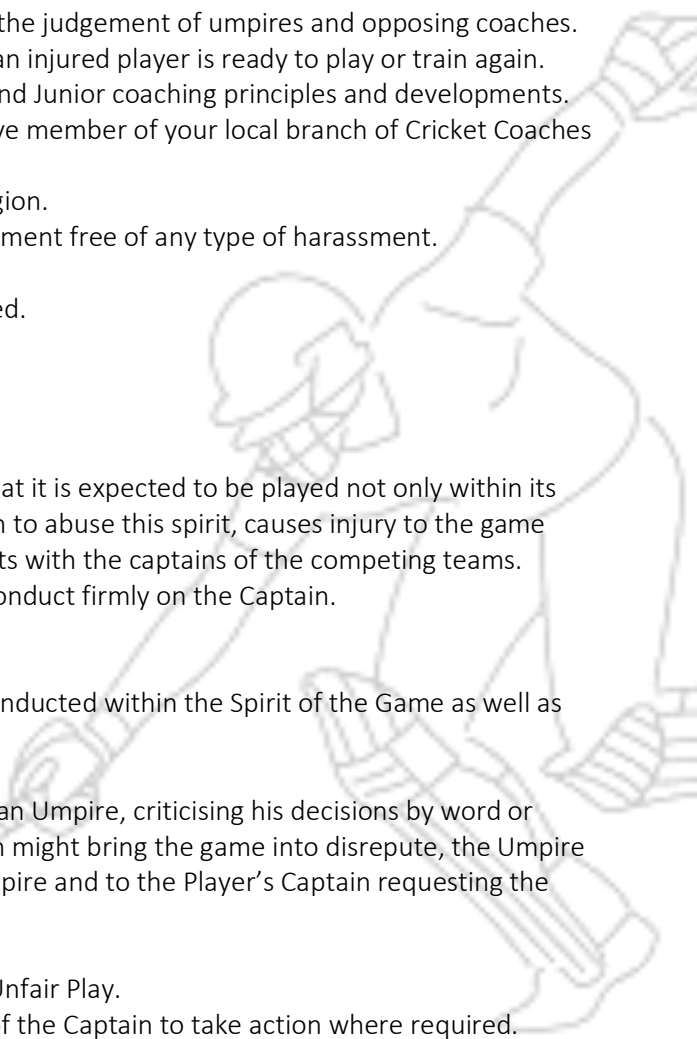 the judgement of umpires and opposing coaches.
an injured player is ready to play or train again.
nd Junior coaching principles and developments.
ve member of your local branch of Cricket Coaches
gion.
ment free of any type of harassment.
ed.
at it is expected to be played not only within its
n to abuse this spirit, causes injury to the game
ts with the captains of the competing teams.
onduct firmly on the Captain.
nducted within the Spirit of the Game as well as
an Umpire, criticising his decisions by word or
n might bring the game into disrepute, the Umpire
pire and to the Player’s Captain requesting the
Unfair Play.
of the Captain to take action where required.